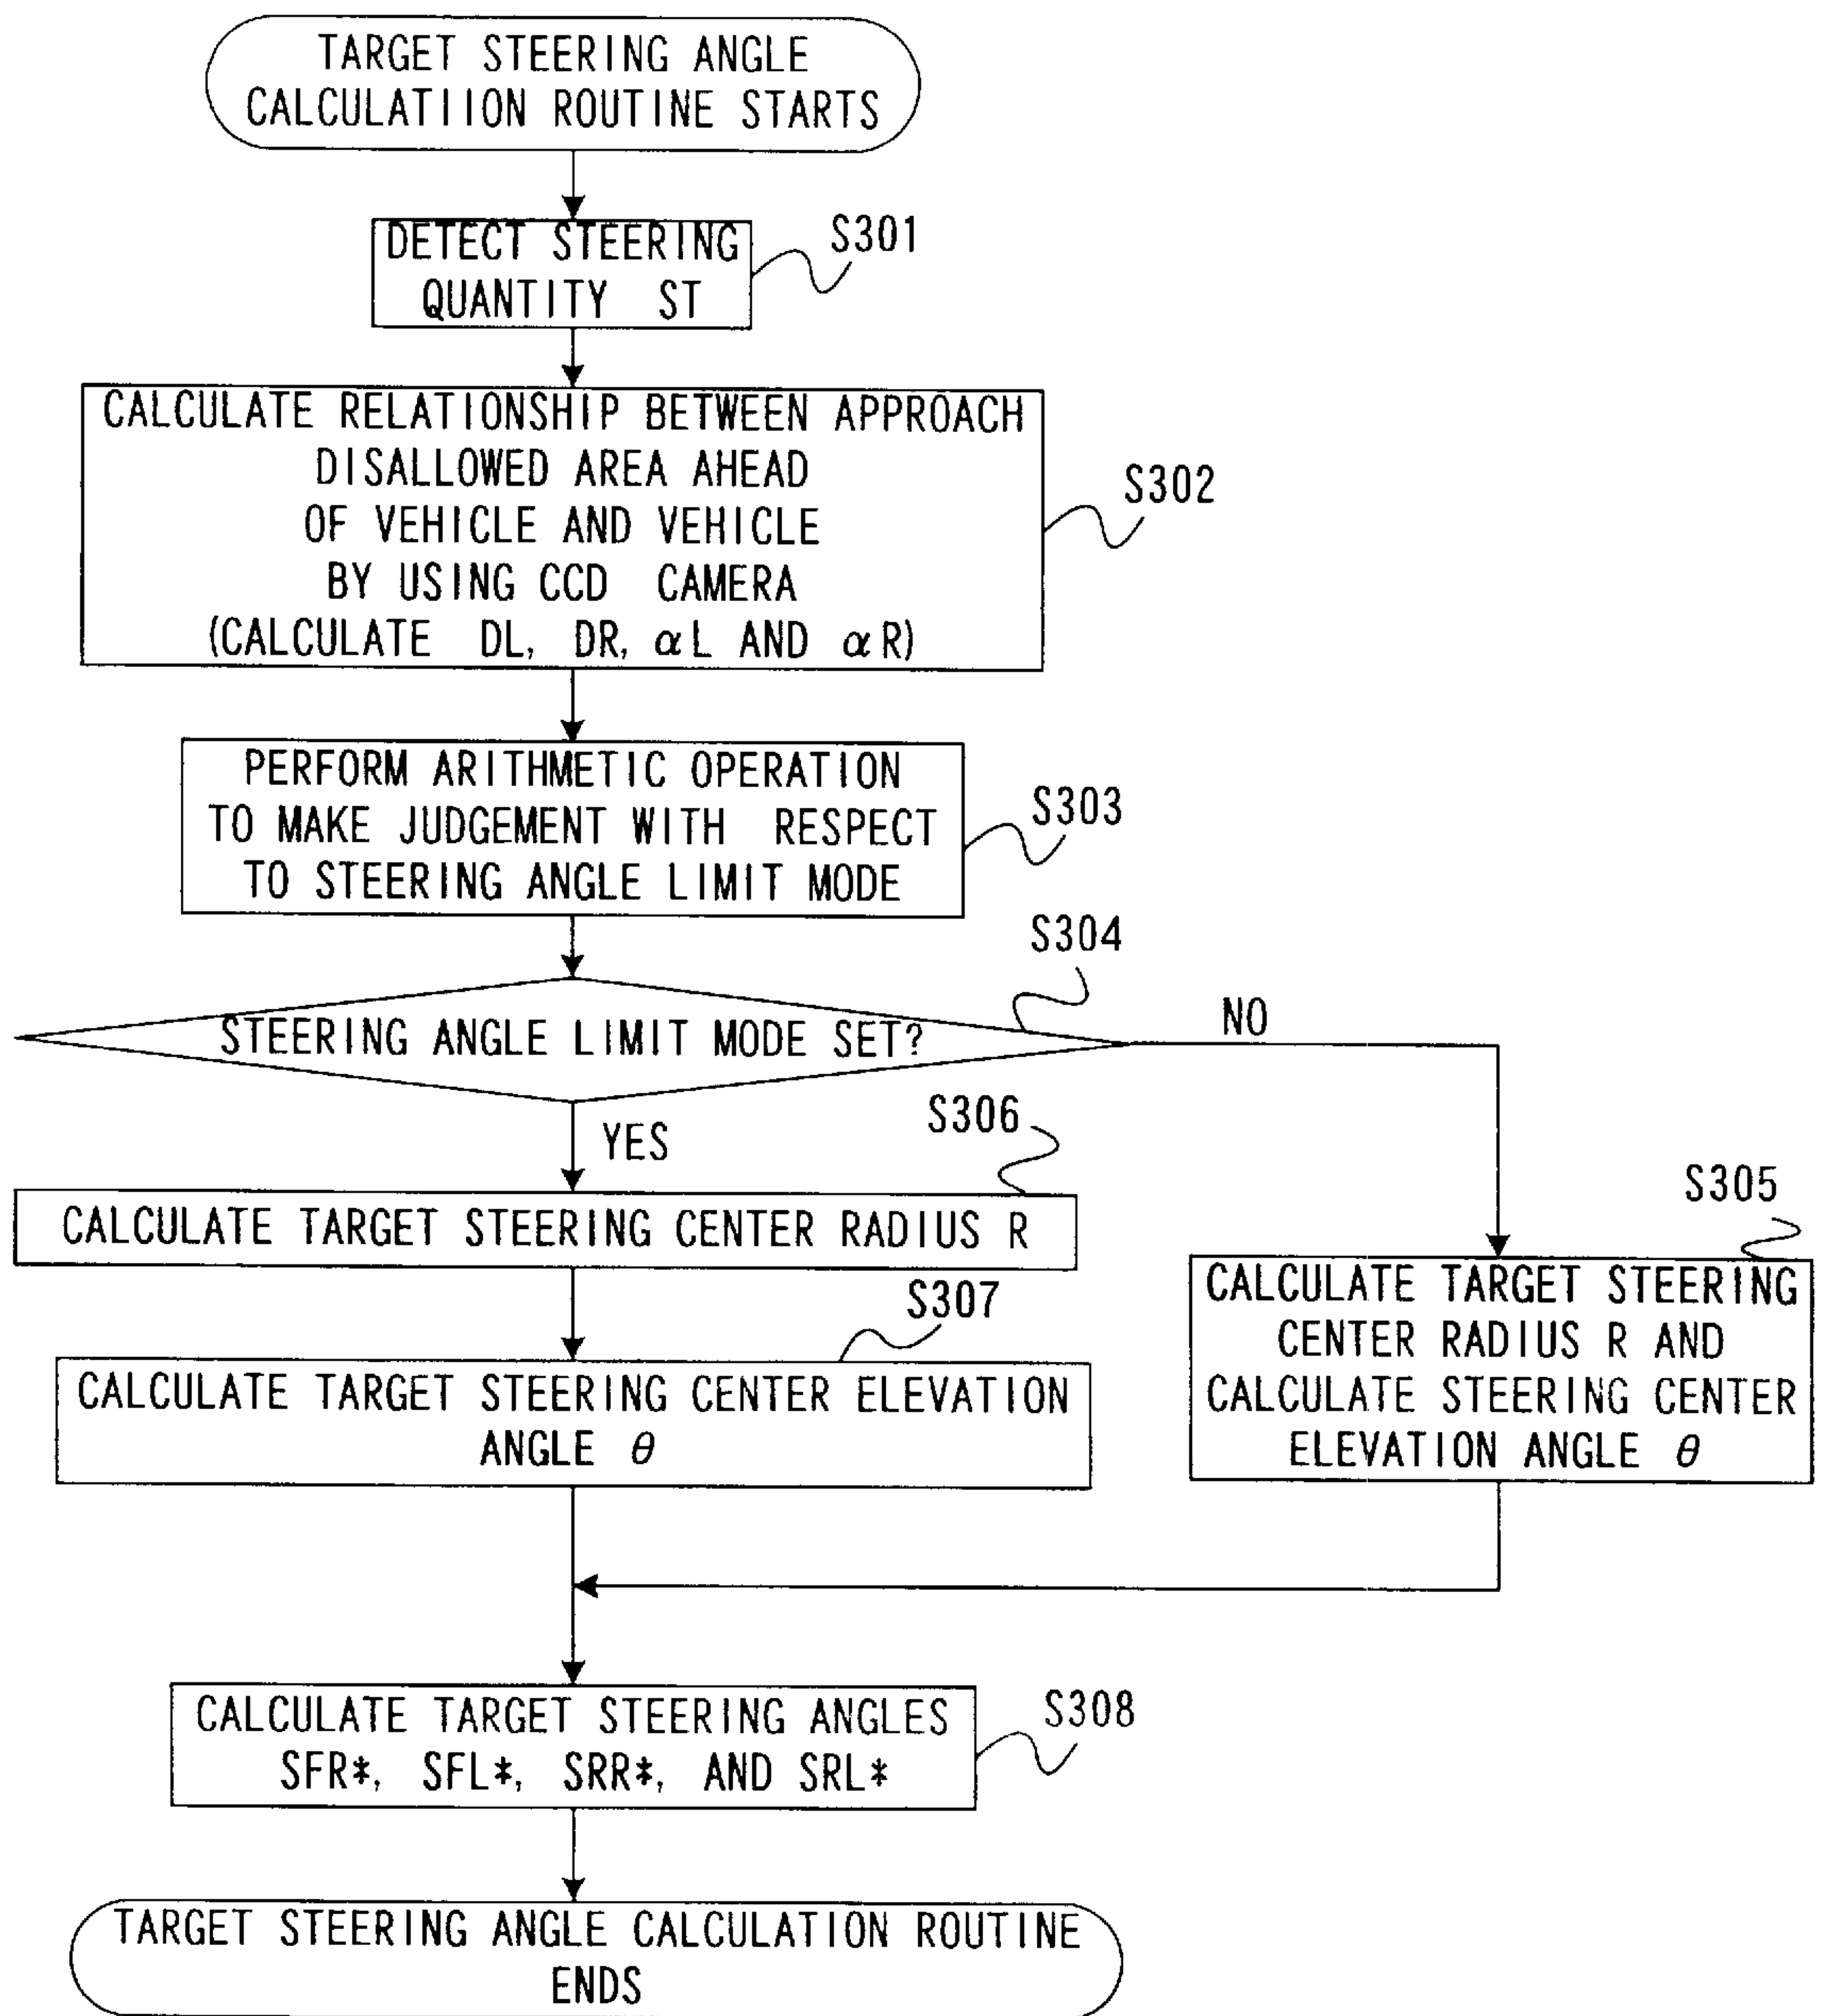 TARGET STEERING ANGLE
CALCULATIION ROUTINE STARTS
DETECT STEERING
QUANTITY ST
S301
CALCULATE RELATIONSHIP BETWEEN APPROACH
DISALLOWED AREA AHEAD
OF VEHICLE AND VEHICLE
BY USING CCD CAMERA
(CALCULATE DL, DR, αL AND αR)
S302
PERFORM ARITHMETIC OPERATION
TO MAKE JUDGEMENT WITH RESPECT
TO STEERING ANGLE LIMIT MODE
S303
S304
STEERING ANGLE LIMIT MODE SET?
NO
YES
S306
CALCULATE TARGET STEERING CENTER RADIUS R
S305
CALCULATE TARGET STEERING
CENTER RADIUS R AND
CALCULATE STEERING CENTER
ELEVATION ANGLE θ
S307
CALCULATE TARGET STEERING CENTER ELEVATION
ANGLE θ
CALCULATE TARGET STEERING ANGLES
SFR*, SFL*, SRR*, AND SRL*
S308
TARGET STEERING ANGLE CALCULATION ROUTINE
ENDS